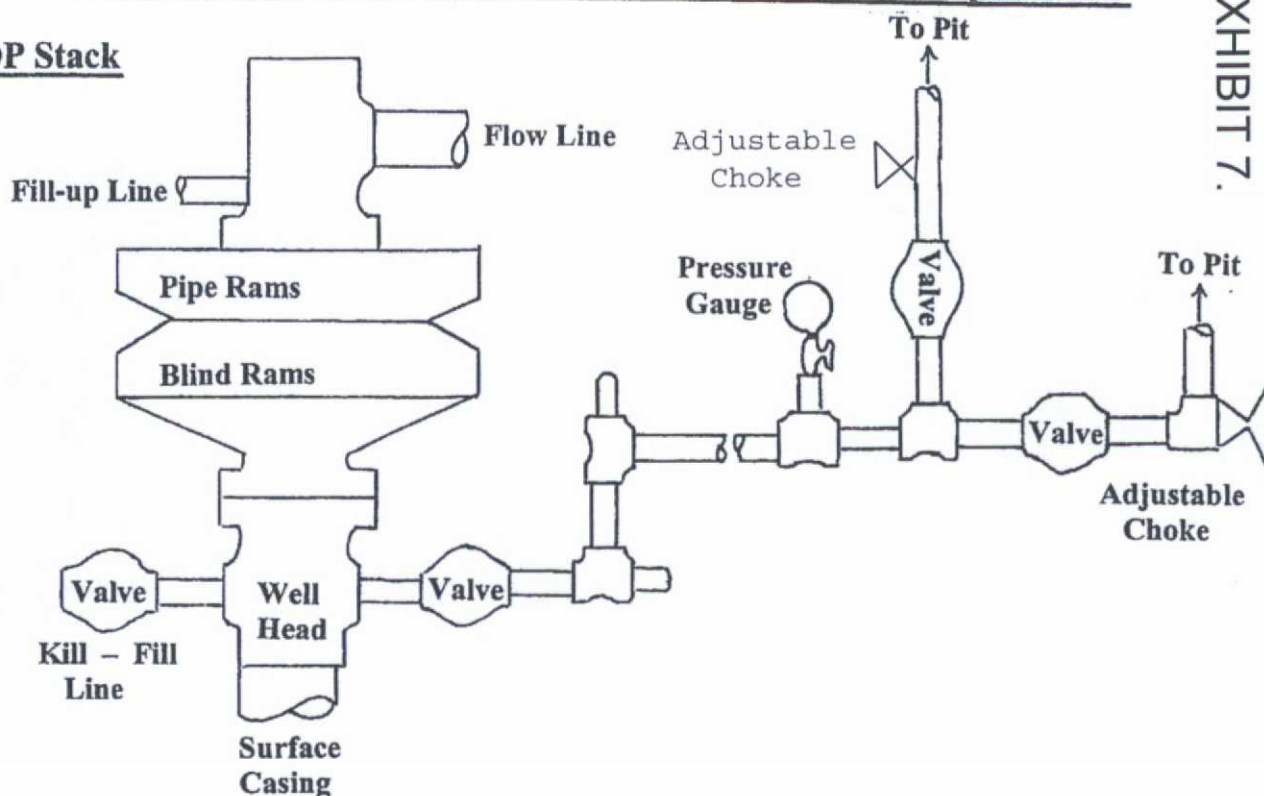 To Pit
Stack
XHIBIT 7.
Flow Line
Adjustable
Choke
Fill-up Line
Pipe Rams
Pressure
Gauge
Valve
To Pit
Blind Rams
Valve
Adjustable
Choke
Valve
Well
Head
Valve
Kill – Fill
Line
Surface
Casing